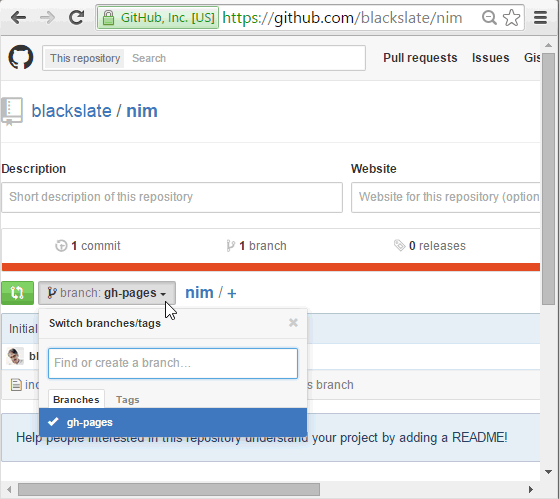 GitHub, Inc. [US] https://github.com/blackslate/nim
This repository Search Pull requests Issues Gis
blackslate / nim
Description Website
Short description of this repository Website for this repository (option
1 commit 1 branch 0 releases
branch: gh-pages nim / +
Switch branches/tags
Initial
Find or create a branch…
bl
Branches Tags
ind s branch
gh-pages
Help people interested in this repository understand your project by adding a README!